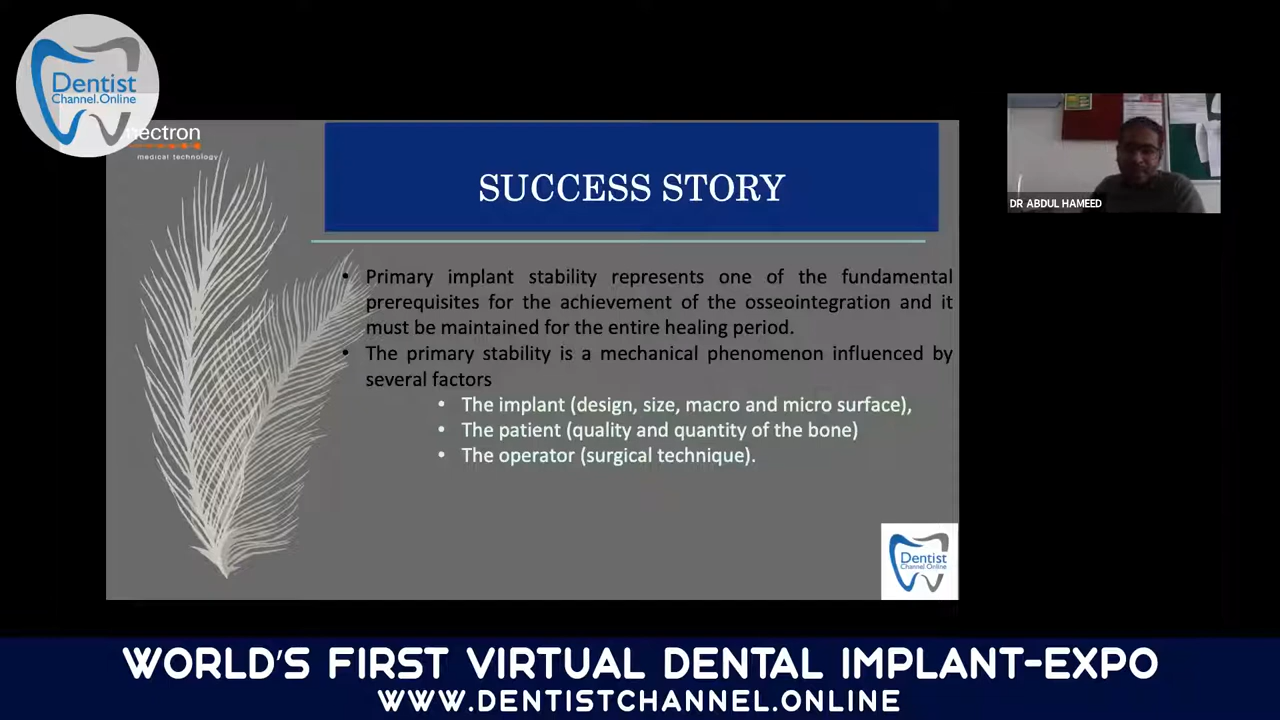 Dentist
Channel.Online
mectron
medical technology
SUCCESS STORY
DR ABDUL HAMEED
• Primary implant stability represents one of the fundamental
prerequisites for the achievement of the osseointegration and it
must be maintained for the entire healing period.
• The primary stability is a mechanical phenomenon influenced by
several factors
• The implant (design, size, macro and micro surface),
• The patient (quality and quantity of the bone)
• The operator (surgical technique).
Dentist
Channel.Online
WORLD'S FIRST VIRTUAL DENTAL IMPLANT-EXPO
WWW.DENTISTCHANNEL.ONLINE